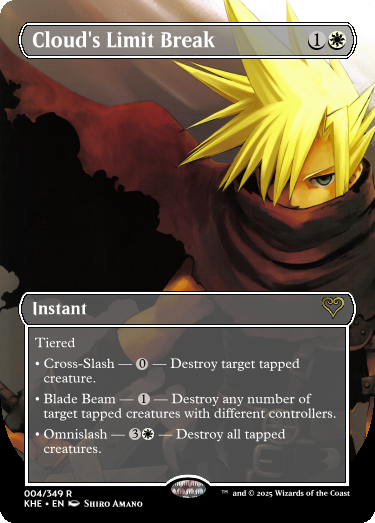 Cloud's Limit Break 1
Instant
Tiered
• Cross-Slash — 0 — Destroy target tapped
creature.
• Blade Beam — 1 — Destroy any number of
target tapped creatures with different controllers.
• Omnislash — 3 — Destroy all tapped
creatures.
004/349 R
KHE • EN Shiro Amano
™ and © 2025 Wizards of the Coast